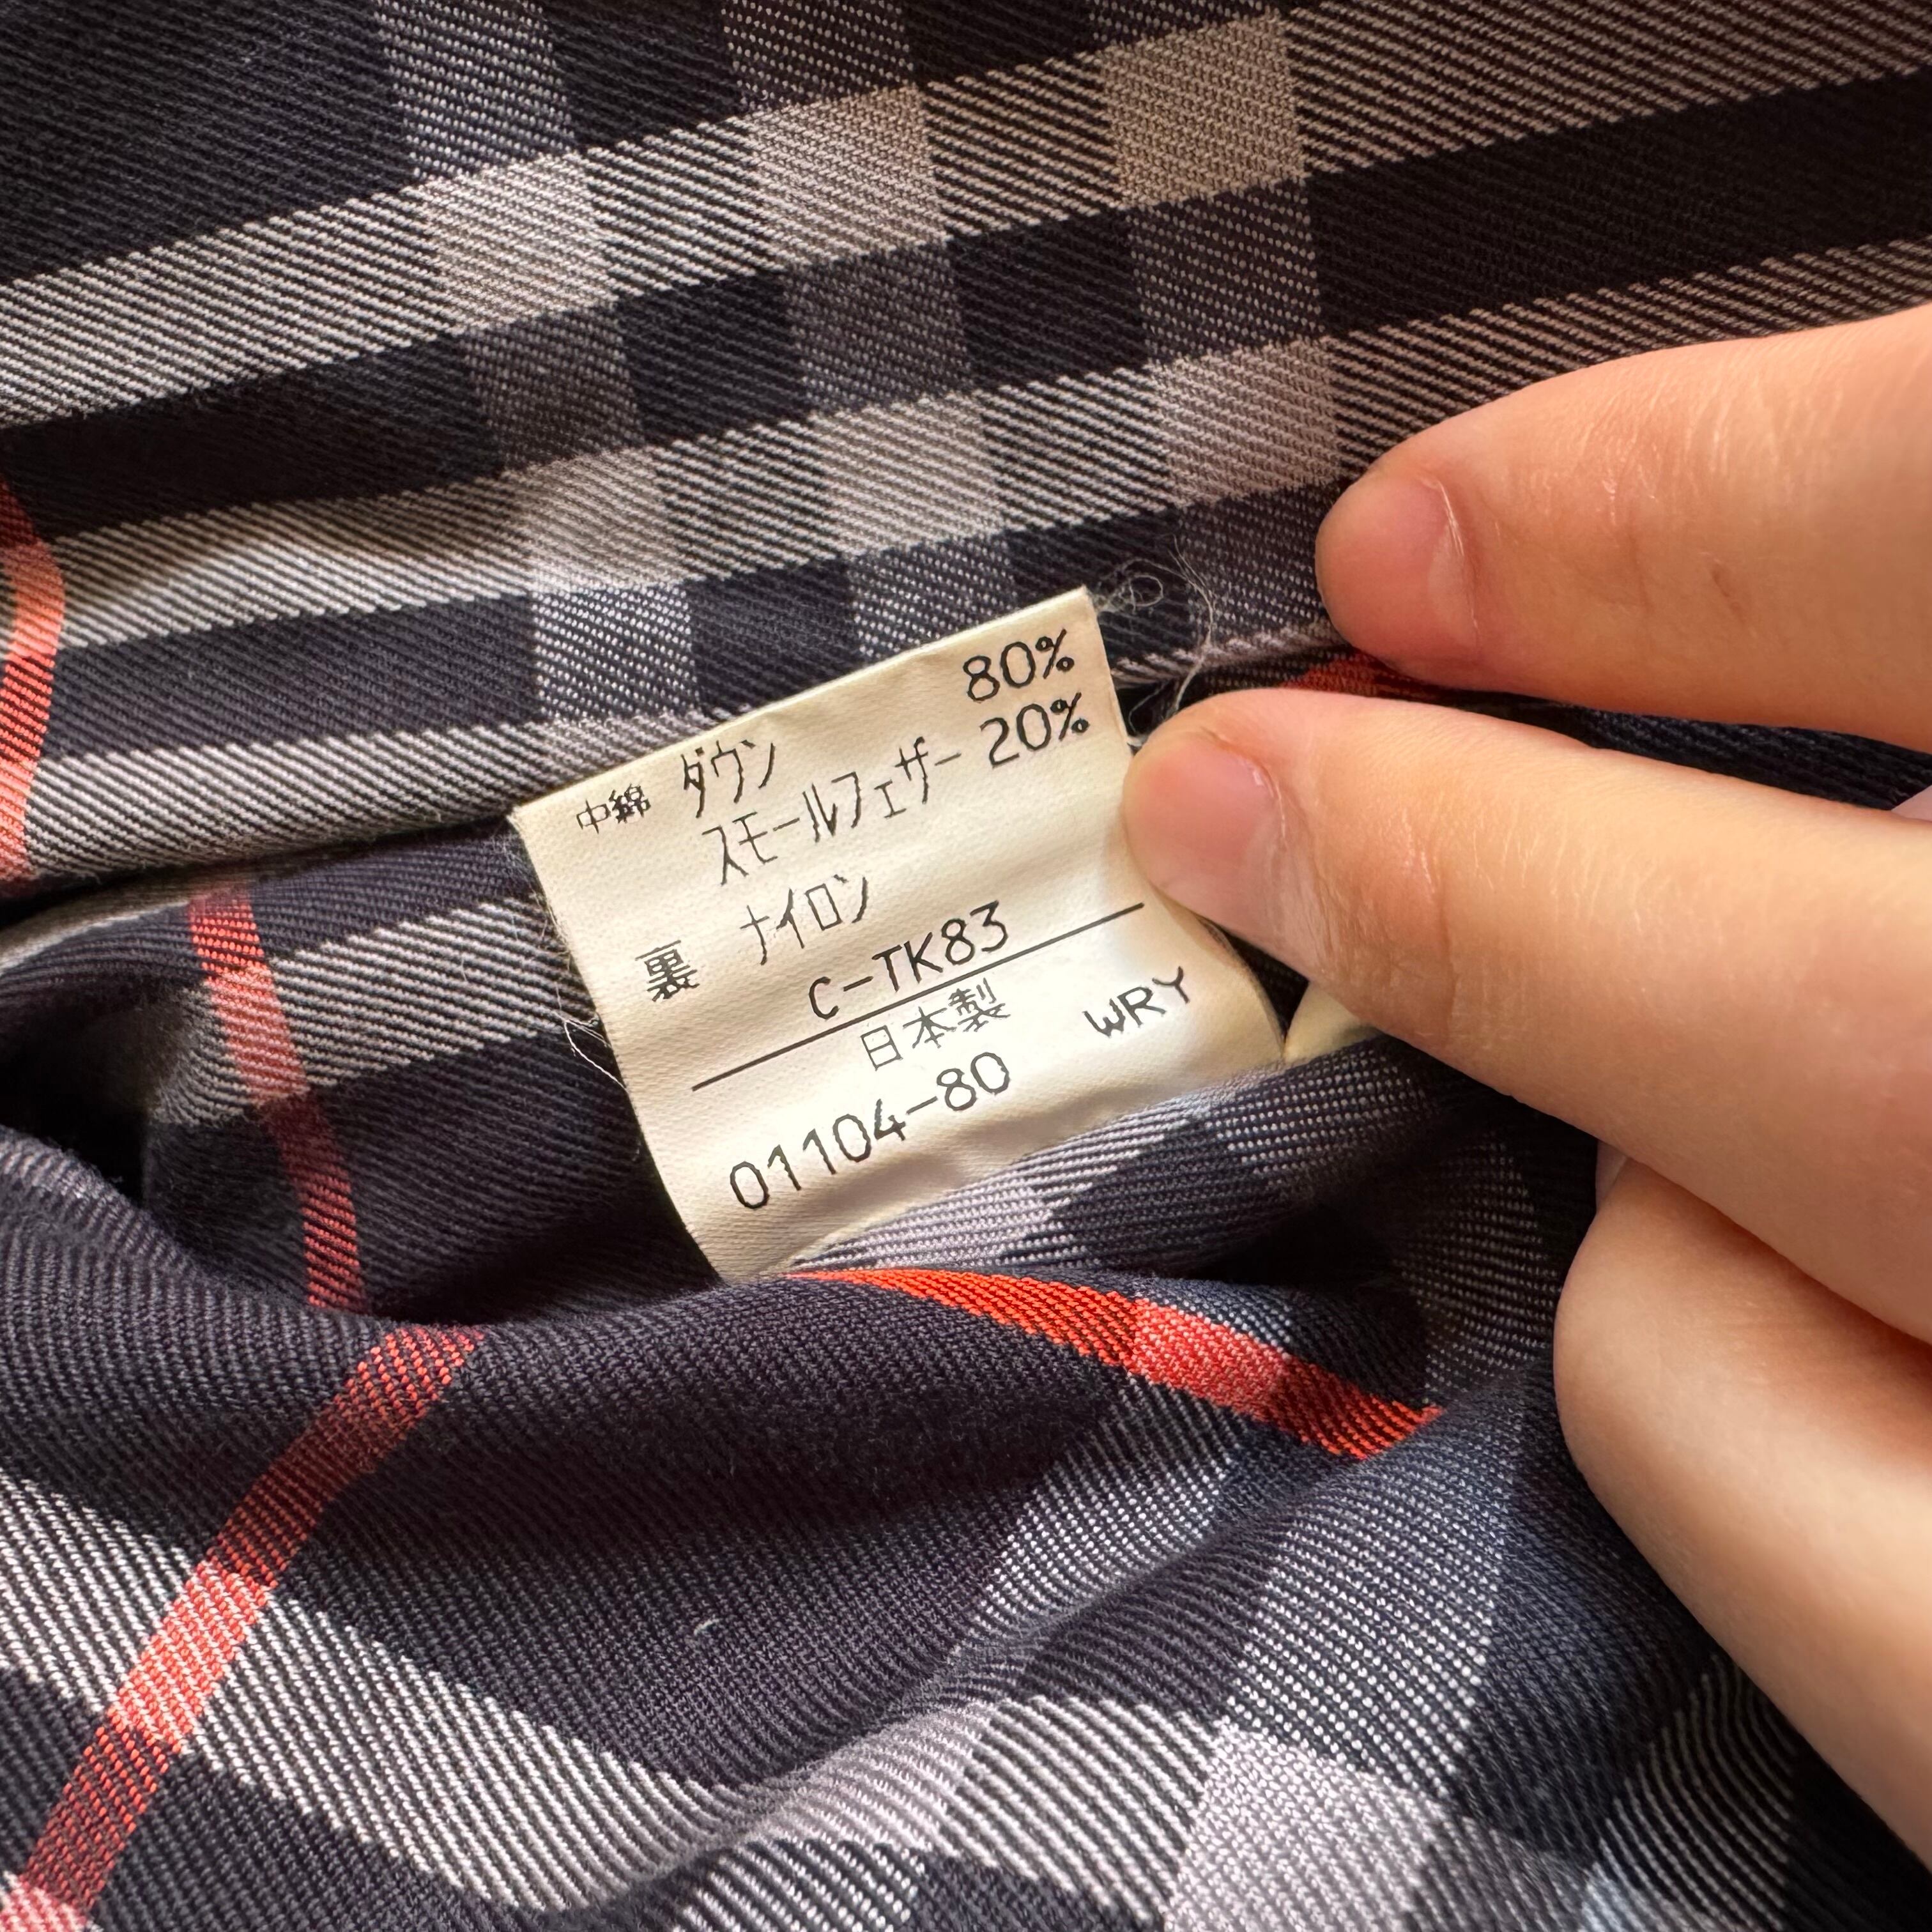 中綿 ダウン 80%
スモールフェザー 20%
裏 ナイロン
C-TK83
日本製 WRY
01104-80